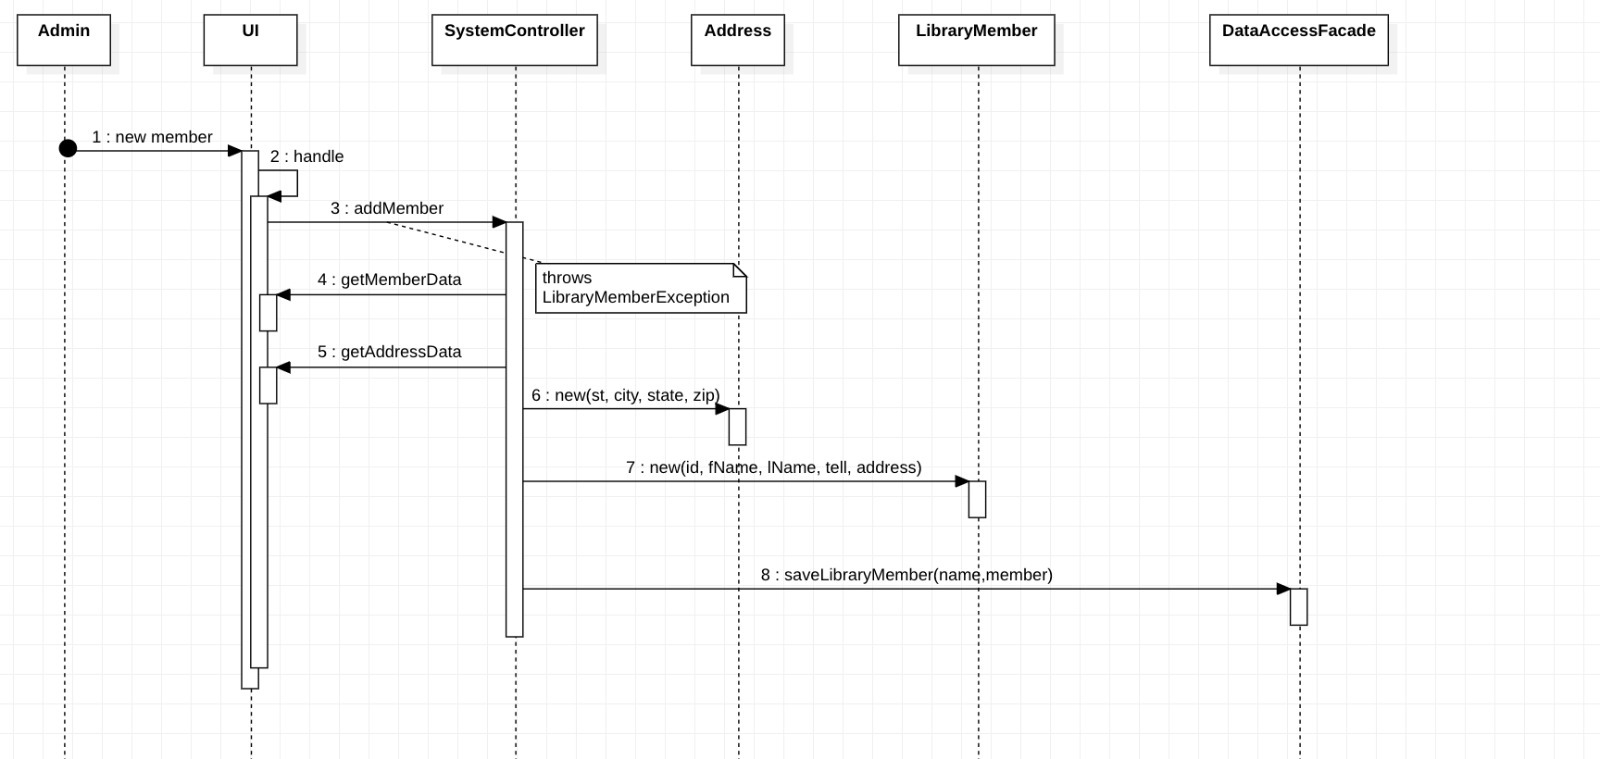 Admin
UI
SystemController
Address
LibraryMember
DataAccessFacade
1 : new member
2 : handle
3 : addMember
throws
LibraryMemberException
4 : getMemberData
5 : getAddressData
6 : new(st, city, state, zip)
7 : new(id, fName, lName, tell, address)
8 : saveLibraryMember(name,member)